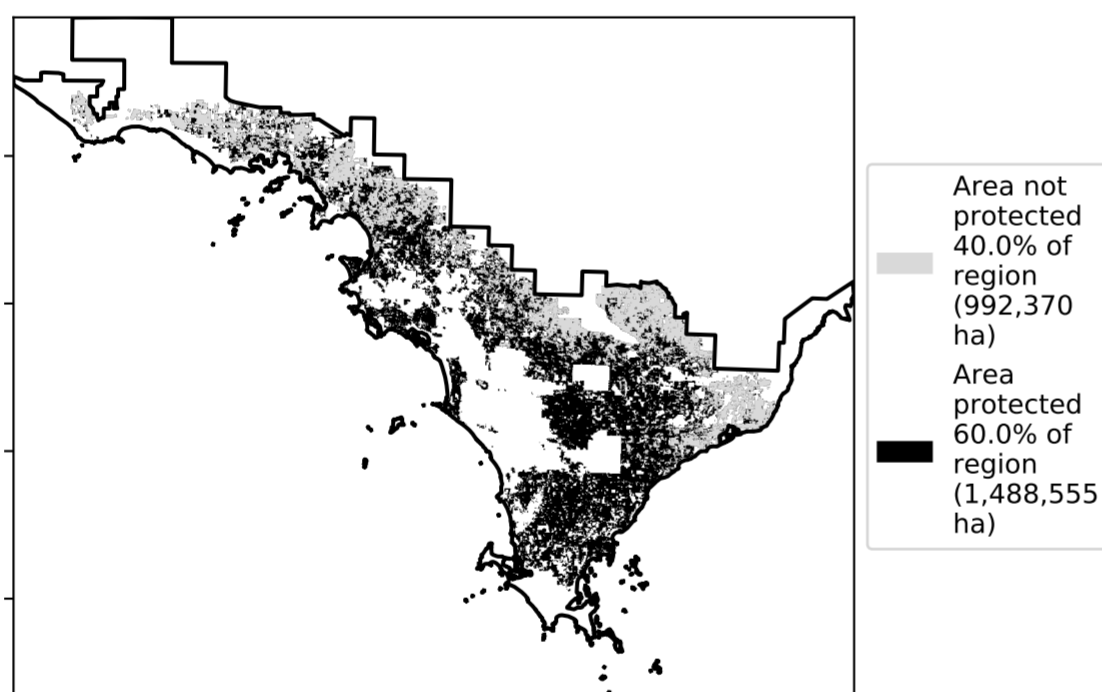 Area not
protected
40.0% of
region
(992,370
ha)
Area
protected
60.0% of
region
(1,488,555
ha)